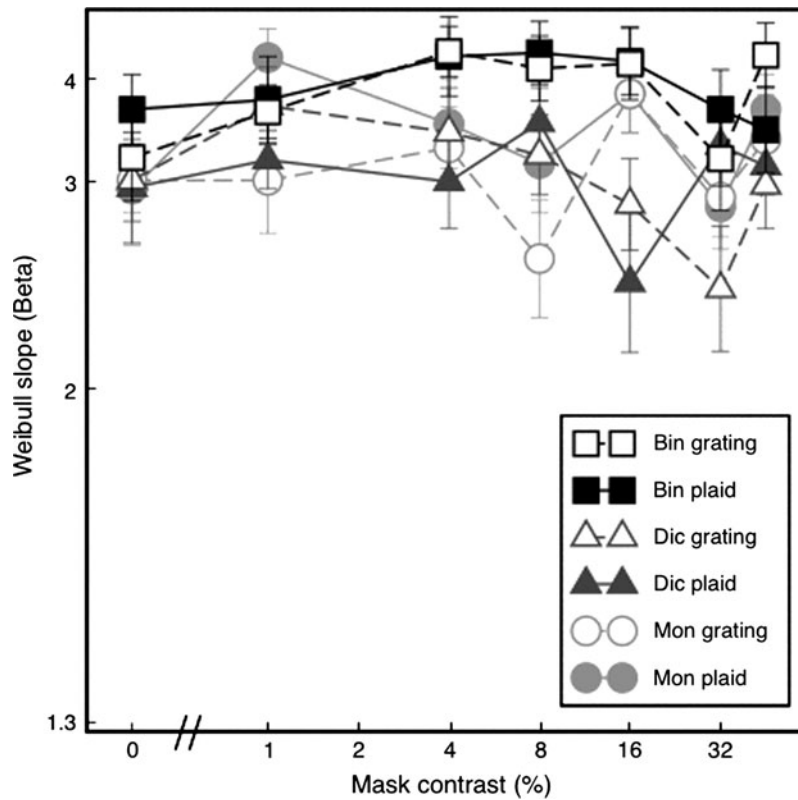 4
3
2
1.3
Weibull slope (Beta)
0 // 1 2 4 8 16 32
Mask contrast (%)
Bin grating
Bin plaid
Dic grating
Dic plaid
Mon grating
Mon plaid